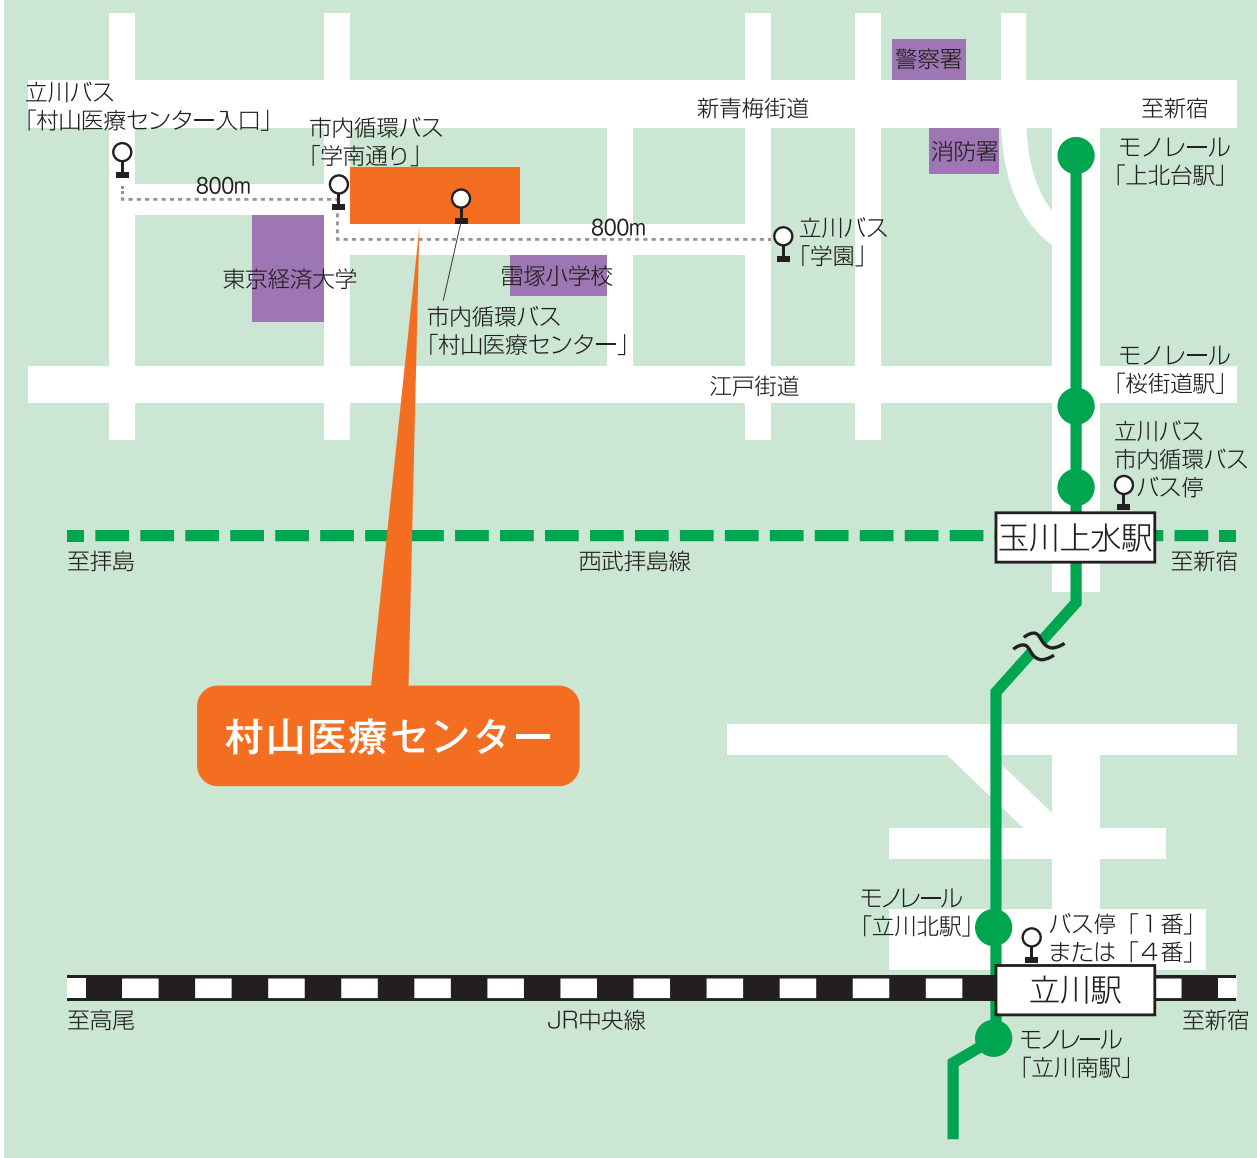 警察署
立川バス
「村山医療センター入口」
新青梅街道
至新宿
市内循環バス
「学南通り」
消防署
モノレール
「上北台駅」
800m
800m
立川バス
「学園」
東京経済大学
雷塚小学校
市内循環バス
「村山医療センター」
江戸街道
モノレール
「桜街道駅」
立川バス
市内循環バス
バス停
玉川上水駅
至拝島
西武拝島線
至新宿
村山医療センター
モノレール
「立川北駅」
バス停「1番」
または「4番」
立川駅
至高尾
JR中央線
至新宿
モノレール
「立川南駅」